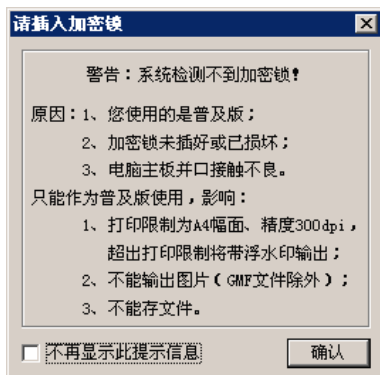 请插入加密锁
警告：系统检测不到加密锁！
原因：1、您使用的是普及版；
2、加密锁未插好或已损坏；
3、电脑主板并口接触不良。
只能作为普及版使用，影响：
1、打印限制为A4幅面、精度300dpi，
超出打印限制将带浮水印输出；
2、不能输出图片（GMF文件除外）；
3、不能存文件。
不再显示此提示信息
确认